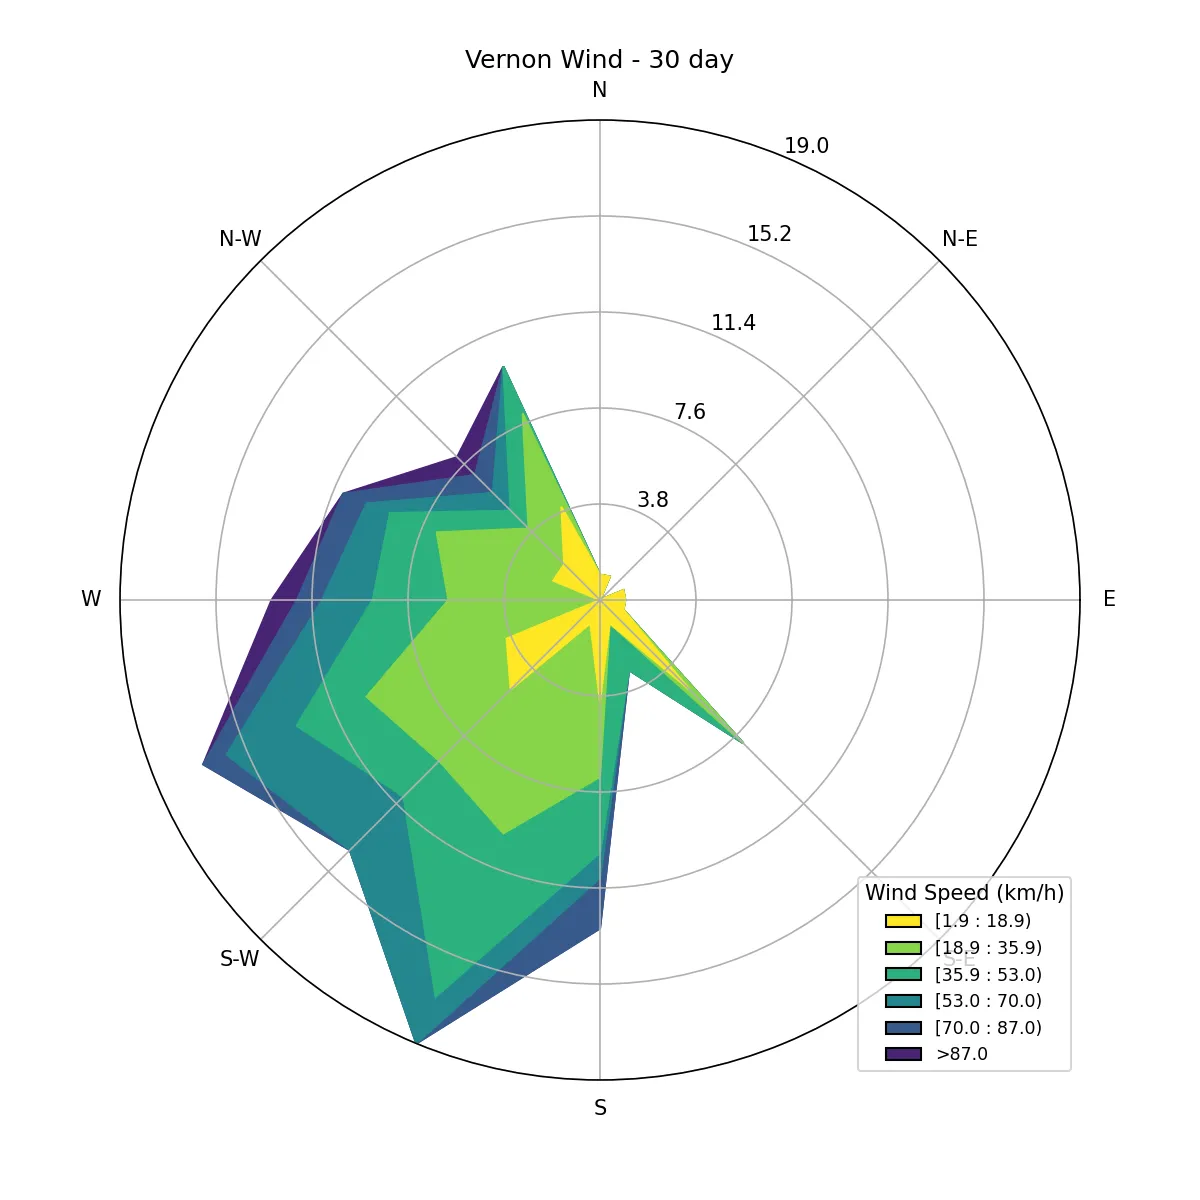 Vernon Wind - 30 day
N
19.0
15.2
N-W
N-E
11.4
7.6
3.8
W
E
S-W
S-E
Wind Speed (km/h)
[1.9 : 18.9)
[18.9 : 35.9)
[35.9 : 53.0)
[53.0 : 70.0)
[70.0 : 87.0)
>87.0
S